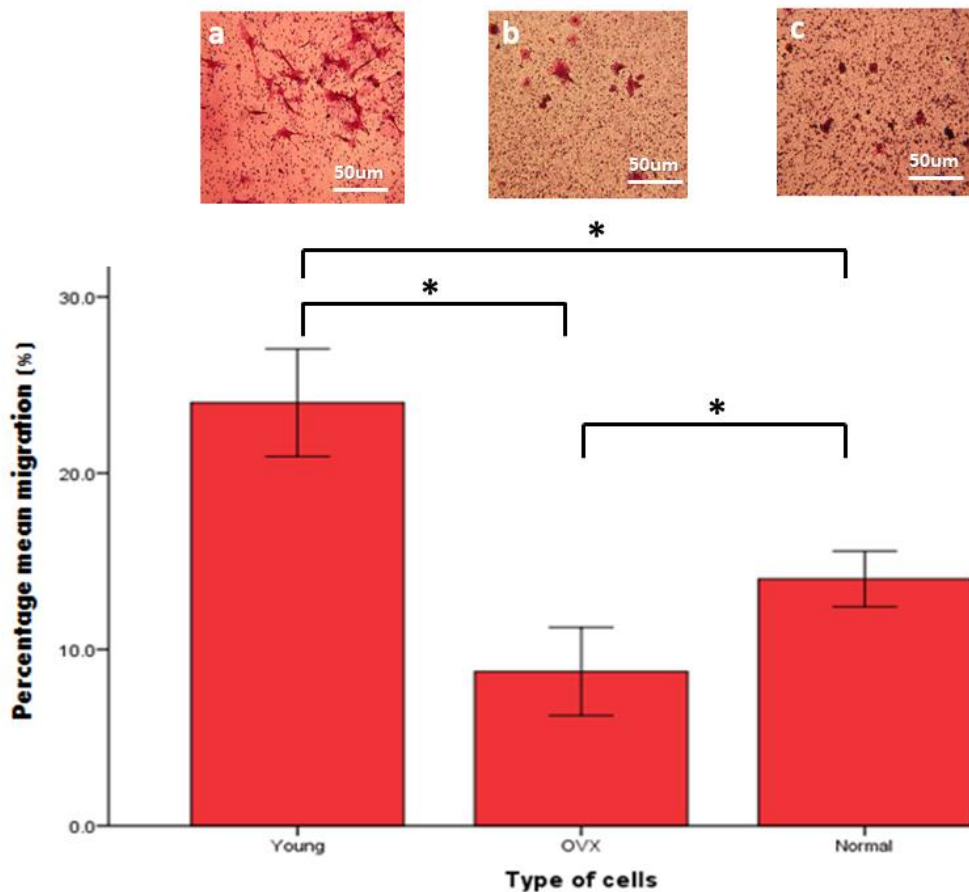 a
b
c
50um
50um
50um
*
*
*
30.0
20.0
10.0
0.0
Percentage mean migration (%)
Young
OVX
Normal
Type of cells